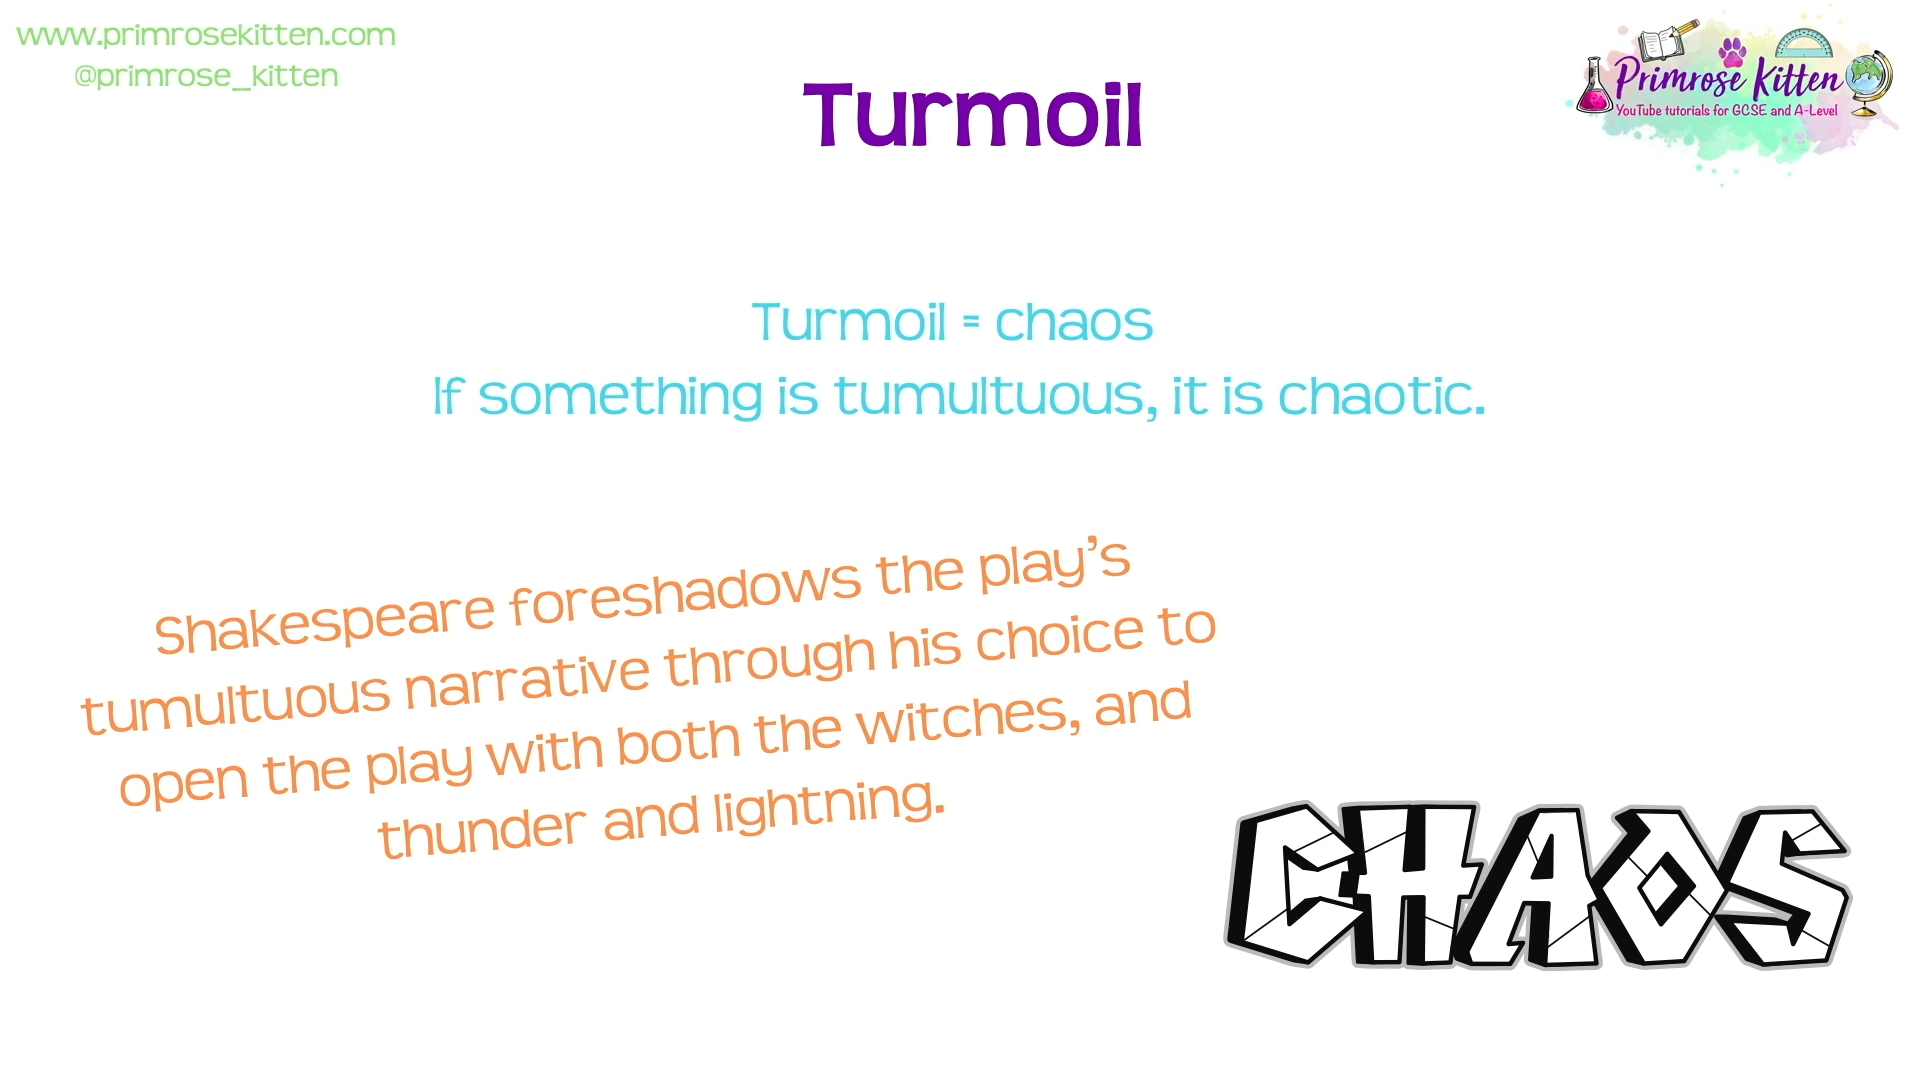 www.primrosekitten.com
@primrose_kitten
Primrose Kitten
YouTube tutorials for GCSE and A-Level
Turmoil
Turmoil = chaos
If something is tumultuous, it is chaotic.
Shakespeare foreshadows the play's
tumultuous narrative through his choice to
open the play with both the witches, and
thunder and lightning.
CHAOS